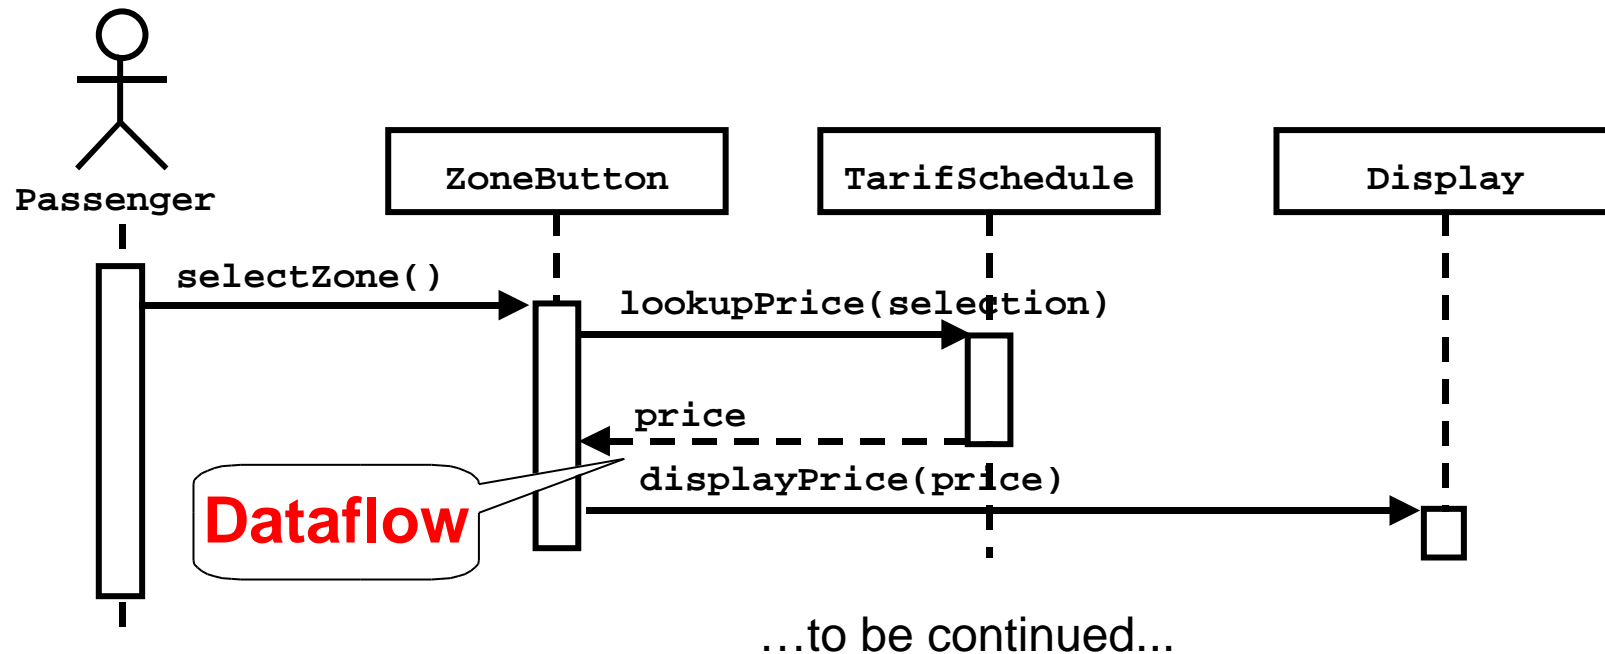 Passenger
ZoneButton
TarifSchedule
Display
selectZone()
lookupPrice(selection)
price
displayPrice(price)
Dataflow
…to be continued...